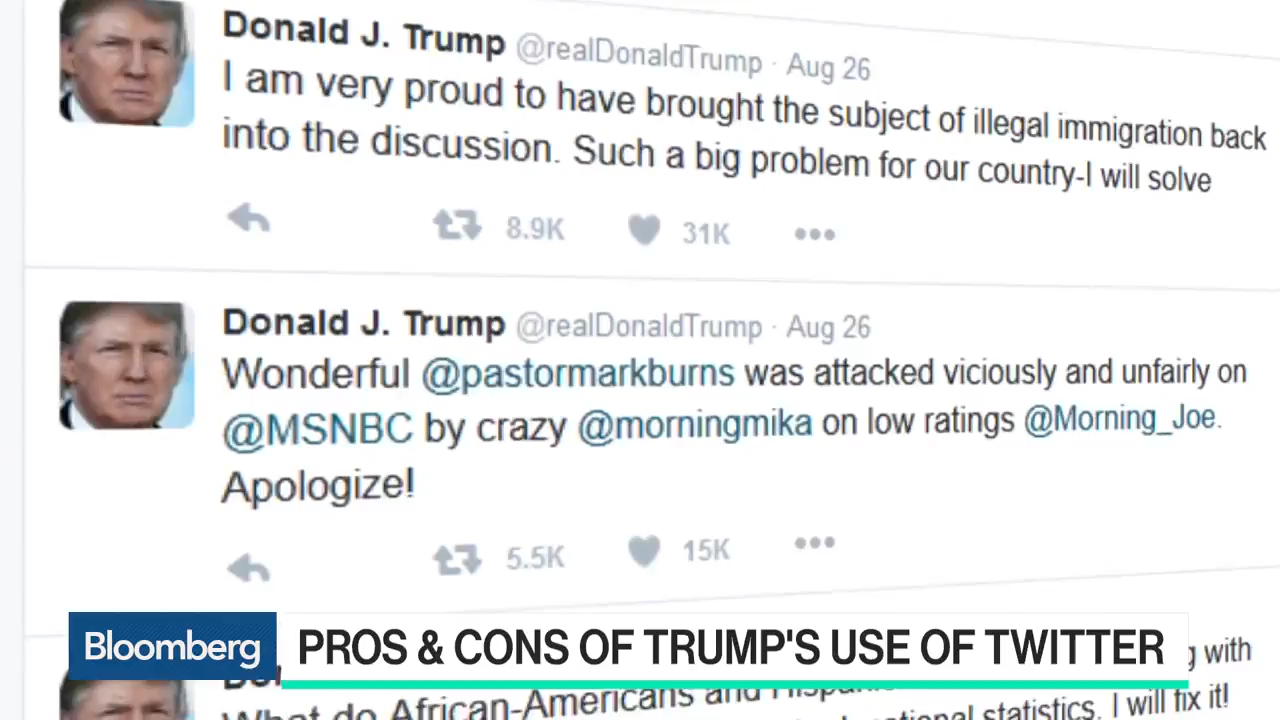 Donald J. Trump @realDonaldTrump · Aug 26
I am very proud to have brought the subject of illegal immigration back
into the discussion. Such a big problem for our country-I will solve
8.9K 31K
Donald J. Trump @realDonaldTrump · Aug 26
Wonderful @pastormarkburns was attacked viciously and unfairly on
@MSNBC by crazy @morningmika on low ratings @Morning_Joe.
Apologize!
5.5K 15K
Bloomberg PROS & CONS OF TRUMP'S USE OF TWITTER
with
What do African-Americans and
statistics. I will fix it!